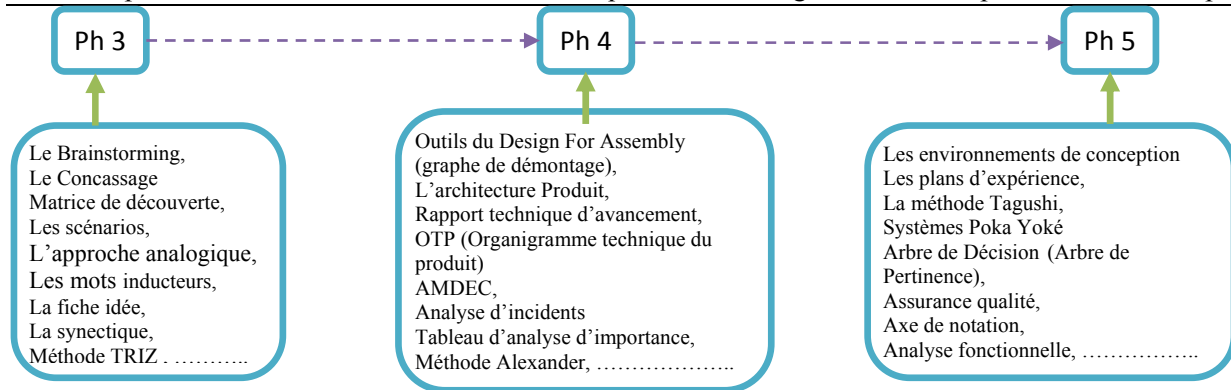 Ph 3
Ph 4
Ph 5
Le Brainstorming,
Le Concassage
Matrice de découverte,
Les scénarios,
L'approche analogique,
Les mots inducteurs,
La fiche idée,
La synectique,
Méthode TRIZ . ………..
Outils du Design For Assembly
(graphe de démontage),
L'architecture Produit,
Rapport technique d'avancement,
OTP (Organigramme technique du
produit)
AMDEC,
Analyse d'incidents
Tableau d'analyse d'importance,
Méthode Alexander, ………………..
Les environnements de conception
Les plans d'expérience,
La méthode Tagushi,
Systèmes Poka Yoké
Arbre de Décision (Arbre de
Pertinence),
Assurance qualité,
Axe de notation,
Analyse fonctionnelle, ……………..